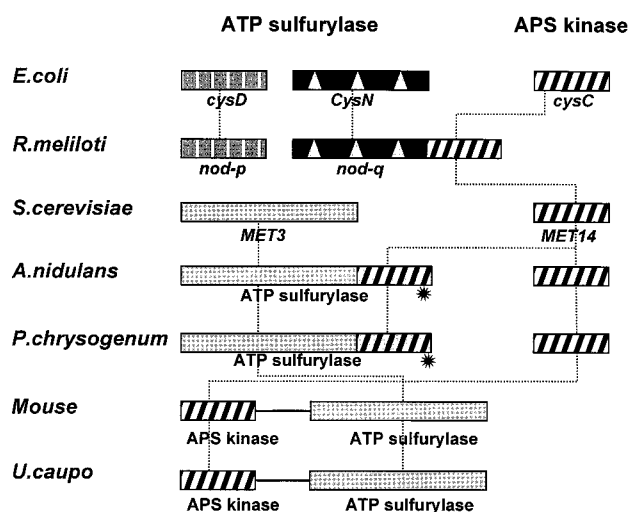 ATP sulfurylase APS kinase
E.coli
cysD CysN cysC
R.meliloti
nod-p nod-q
S.cerevisiae
MET3 MET14
A.nidulans
ATP sulfurylase
P.chrysogenum
ATP sulfurylase
Mouse
APS kinase ATP sulfurylase
U.caupo
APS kinase ATP sulfurylase